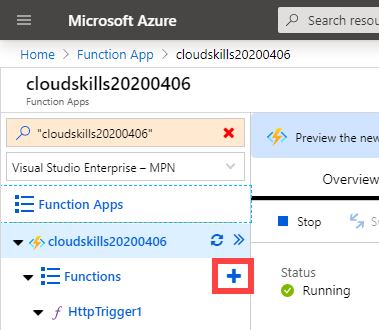 Microsoft Azure
Search resou
Home > Function App > cloudskills20200406
cloudskills20200406
Function Apps
"cloudskills20200406"
Preview the new
Visual Studio Enterprise – MPN
Overview
Function Apps
Stop
cloudskills20200406
Functions
Status
Running
HttpTrigger1